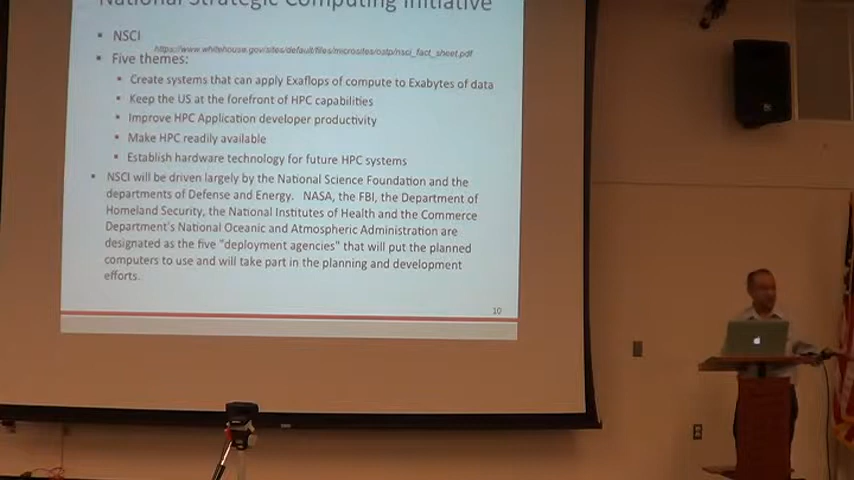 National Strategic Computing Initiative
• NSCI
https://www.whitehouse.gov/sites/default/files/microsites/ostp/nsci_fact_sheet.pdf
• Five themes:
• Create systems that can apply Exaflops of compute to Exabytes of data
• Keep the US at the forefront of HPC capabilities
• Improve HPC Application developer productivity
• Make HPC readily available
• Establish hardware technology for future HPC systems
• NSCI will be driven largely by the National Science Foundation and the
departments of Defense and Energy. NASA, the FBI, the Department of
Homeland Security, the National Institutes of Health and the Commerce
Department's National Oceanic and Atmospheric Administration are
designated as the five "deployment agencies" that will put the planned
computers to use and will take part in the planning and development
efforts.
10